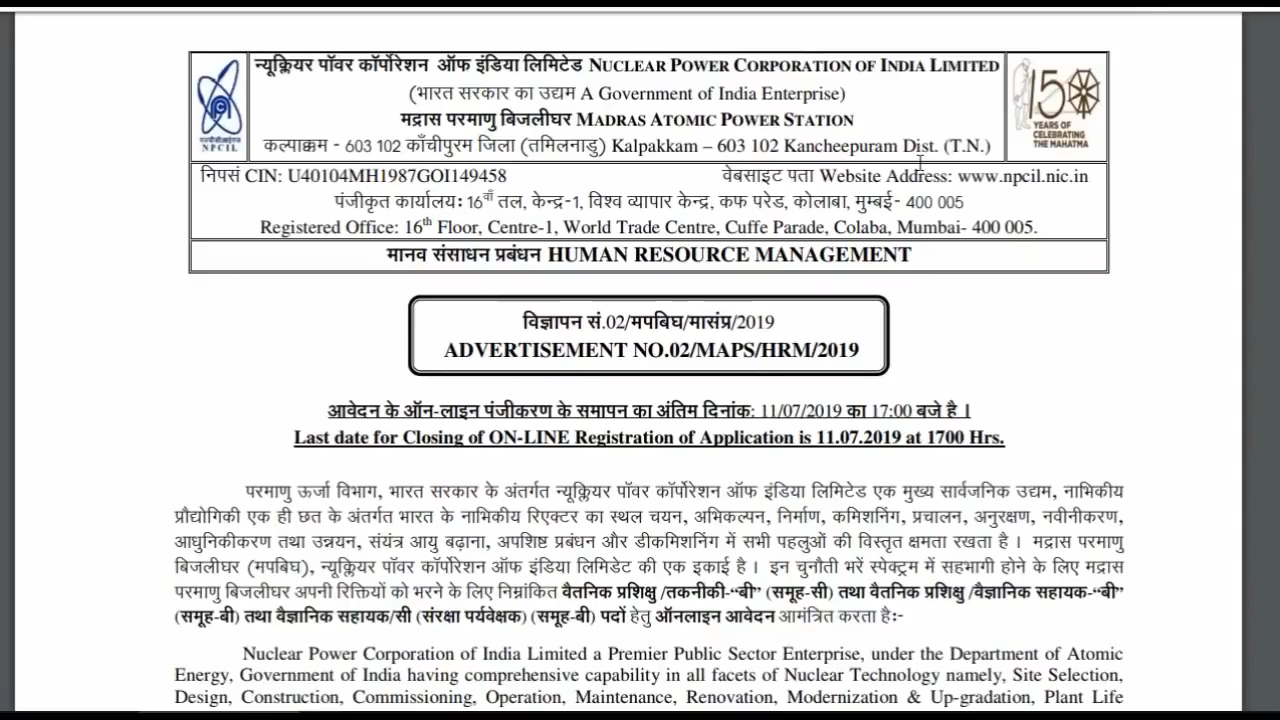 न्यूक्लियर पॉवर कॉर्पोरेशन ऑफ इंडिया लिमिटेड NUCLEAR POWER CORPORATION OF INDIA LIMITED
(भारत सरकार का उद्यम A Government of India Enterprise)
मद्रास परमाणु बिजलीघर MADRAS ATOMIC POWER STATION
कल्पाक्कम - 603 102 काँचीपुरम जिला (तमिलनाडु) Kalpakkam – 603 102 Kancheepuram Dist. (T.N.)
एनपीसीआईएल
NPCIL
150
YEARS OF
CELEBRATING
THE MAHATMA
निपसं CIN: U40104MH1987GOI149458 वेबसाइट पता Website Address: www.npcil.nic.in
पंजीकृत कार्यालय: 16वाँ तल, केन्द्र-1, विश्व व्यापार केन्द्र, कफ परेड, कोलाबा, मुम्बई- 400 005
Registered Office: 16th Floor, Centre-1, World Trade Centre, Cuffe Parade, Colaba, Mumbai- 400 005.
मानव संसाधन प्रबंधन HUMAN RESOURCE MANAGEMENT
विज्ञापन सं.02/मपबिघ/मासंप्र/2019
ADVERTISEMENT NO.02/MAPS/HRM/2019
आवेदन के ऑन-लाइन पंजीकरण के समापन का अंतिम दिनांक: 11/07/2019 का 17:00 बजे है ।
Last date for Closing of ON-LINE Registration of Application is 11.07.2019 at 1700 Hrs.
परमाणु ऊर्जा विभाग, भारत सरकार के अंतर्गत न्यूक्लियर पॉवर कॉर्पोरेशन ऑफ इंडिया लिमिटेड एक मुख्य सार्वजनिक उद्यम, नाभिकीय
प्रौद्योगिकी एक ही छत के अंतर्गत भारत के नाभिकीय रिएक्टर का स्थल चयन, अभिकल्पन, निर्माण, कमिशनिंग, प्रचालन, अनुरक्षण, नवीनीकरण,
आधुनिकीकरण तथा उन्नयन, संयंत्र आयु बढ़ाना, अपशिष्ट प्रबंधन और डीकमिशनिंग में सभी पहलुओं की विस्तृत क्षमता रखता है । मद्रास परमाणु
बिजलीघर (मपबिघ), न्यूक्लियर पॉवर कॉर्पोरेशन ऑफ इंडिया लिमिडेट की एक इकाई है । इन चुनौती भरें स्पेक्ट्रम में सहभागी होने के लिए मद्रास
परमाणु बिजलीघर अपनी रिक्तियों को भरने के लिए निम्नांकित वैतनिक प्रशिक्षु /तकनीकी-“बी” (समूह-सी) तथा वैतनिक प्रशिक्षु /वैज्ञानिक सहायक-“बी”
(समूह-बी) तथा वैज्ञानिक सहायक/सी (संरक्षा पर्यवेक्षक) (समूह-बी) पदों हेतु ऑनलाइन आवेदन आमंत्रित करता है:-
Nuclear Power Corporation of India Limited a Premier Public Sector Enterprise, under the Department of Atomic
Energy, Government of India having comprehensive capability in all facets of Nuclear Technology namely, Site Selection,
Design, Construction, Commissioning, Operation, Maintenance, Renovation, Modernization & Up-gradation, Plant Life